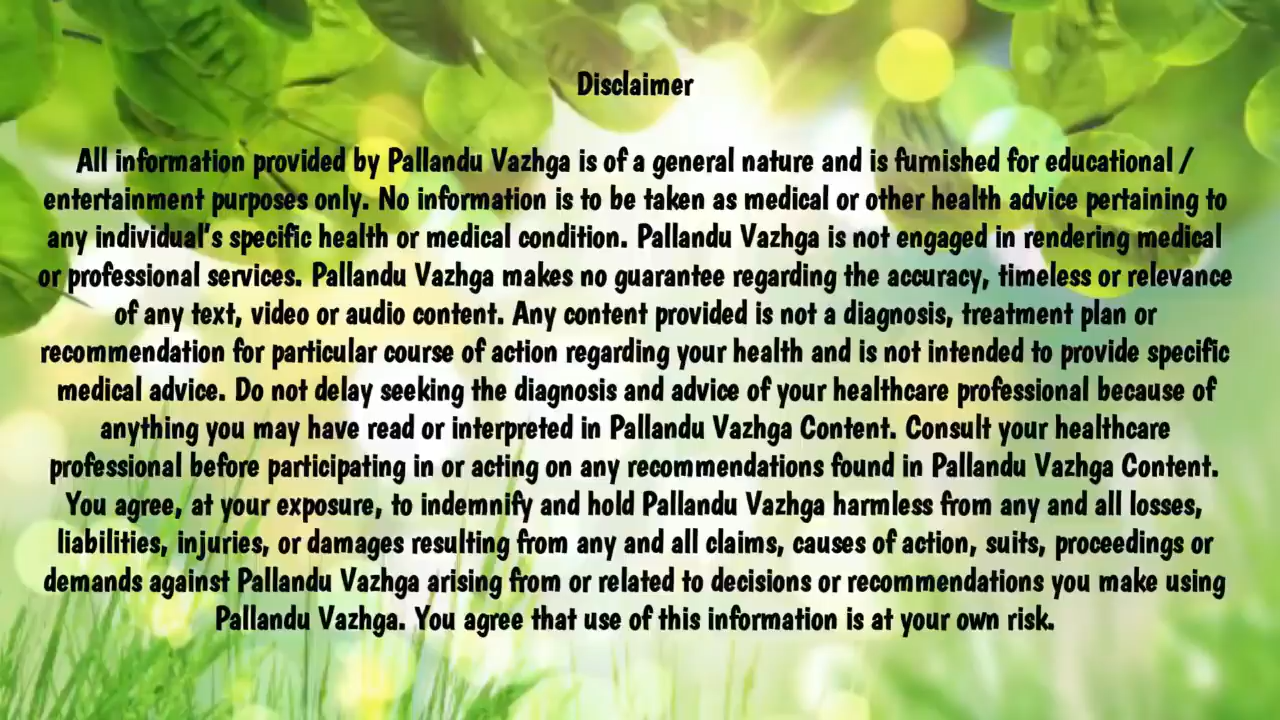 Disclaimer
All information provided by Pallandu Vazhga is of a general nature and is furnished for educational /
entertainment purposes only. No information is to be taken as medical or other health advice pertaining to
any individual's specific health or medical condition. Pallandu Vazhga is not engaged in rendering medical
or professional services. Pallandu Vazhga makes no guarantee regarding the accuracy, timeless or relevance
of any text, video or audio content. Any content provided is not a diagnosis, treatment plan or
recommendation for particular course of action regarding your health and is not intended to provide specific
medical advice. Do not delay seeking the diagnosis and advice of your healthcare professional because of
anything you may have read or interpreted in Pallandu Vazhga Content. Consult your healthcare
professional before participating in or acting on any recommendations found in Pallandu Vazhga Content.
You agree, at your exposure, to indemnify and hold Pallandu Vazhga harmless from any and all losses,
liabilities, injuries, or damages resulting from any and all claims, causes of action, suits, proceedings or
demands against Pallandu Vazhga arising from or related to decisions or recommendations you make using
Pallandu Vazhga. You agree that use of this information is at your own risk.